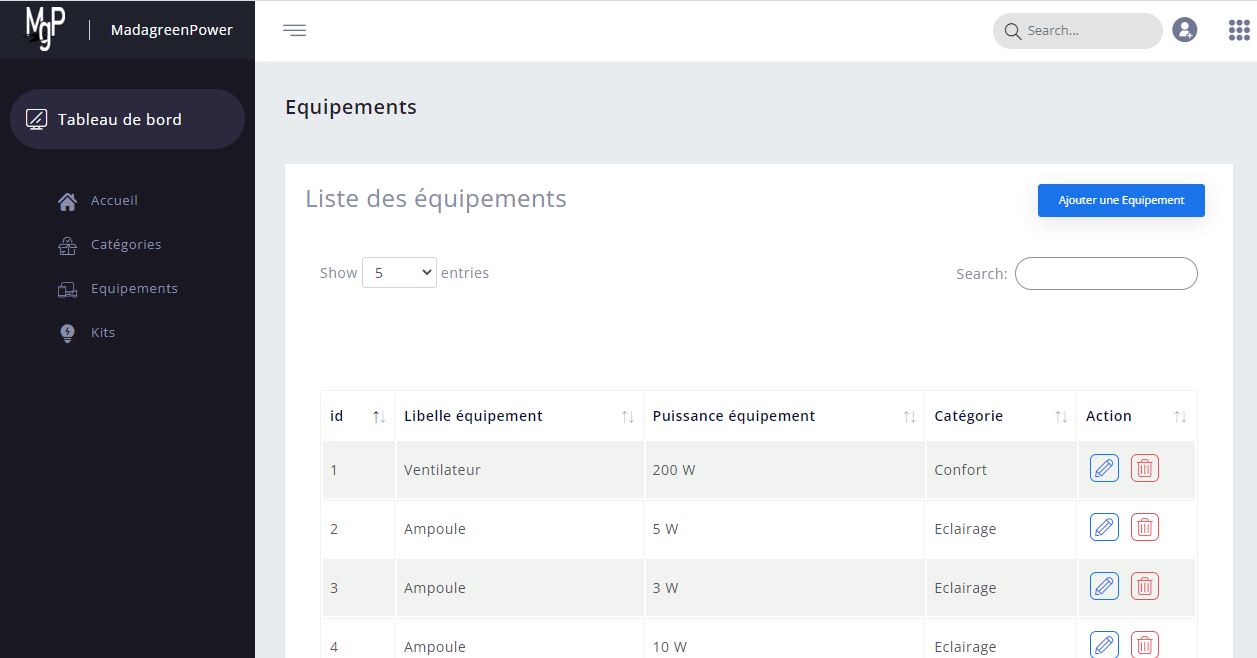 MgP
MadagreenPower
Search...
Tableau de bord
Accueil
Catégories
Equipements
Kits
Equipements
Liste des équipements
Ajouter une Equipement
Show 5 entries
Search:
id Libelle équipement Puissance équipement Catégorie Action
1 Ventilateur 200 W Confort
2 Ampoule 5 W Eclairage
3 Ampoule 3 W Eclairage
4 Ampoule 10 W Eclairage